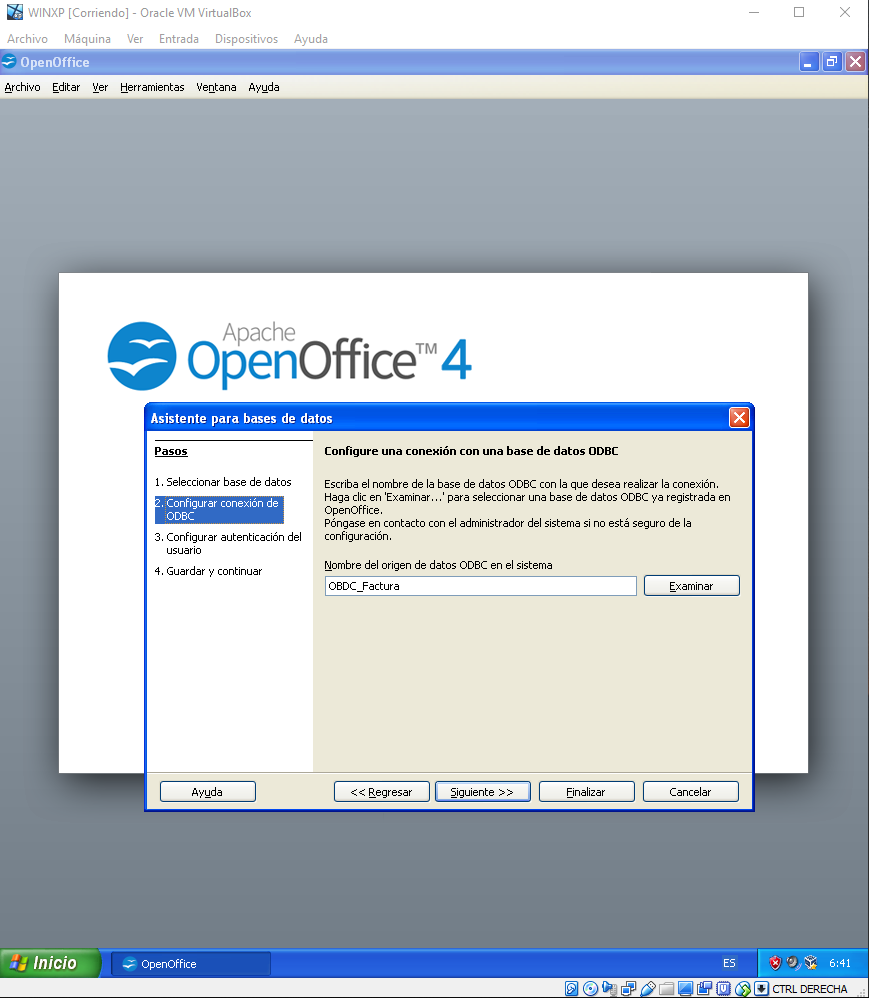 WINXP [Corriendo] - Oracle VM VirtualBox
Archivo Máquina Ver Entrada Dispositivos Ayuda
OpenOffice
Archivo Editar Ver Herramientas Ventana Ayuda
Apache
OpenOffice™ 4
Asistente para bases de datos
Pasos
1. Seleccionar base de datos
2. Configurar conexión de
ODBC
3. Configurar autenticación del
usuario
4. Guardar y continuar
Configure una conexión con una base de datos ODBC
Escriba el nombre de la base de datos ODBC con la que desea realizar la conexión.
Haga clic en 'Examinar...' para seleccionar una base de datos ODBC ya registrada en
OpenOffice.
Póngase en contacto con el administrador del sistema si no está seguro de la
configuración.
Nombre del origen de datos ODBC en el sistema
OBDC_Factura Examinar
Ayuda << Regresar Siguiente >> Finalizar Cancelar
Inicio OpenOffice ES 6:41
CTRL DERECHA